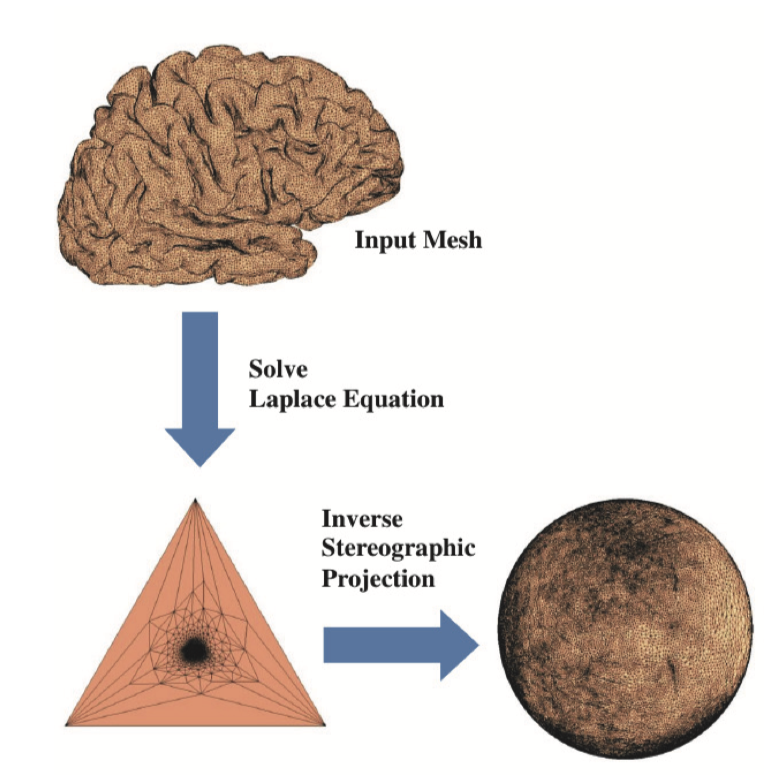 Input Mesh
Solve
Laplace Equation
Inverse
Stereographic
Projection